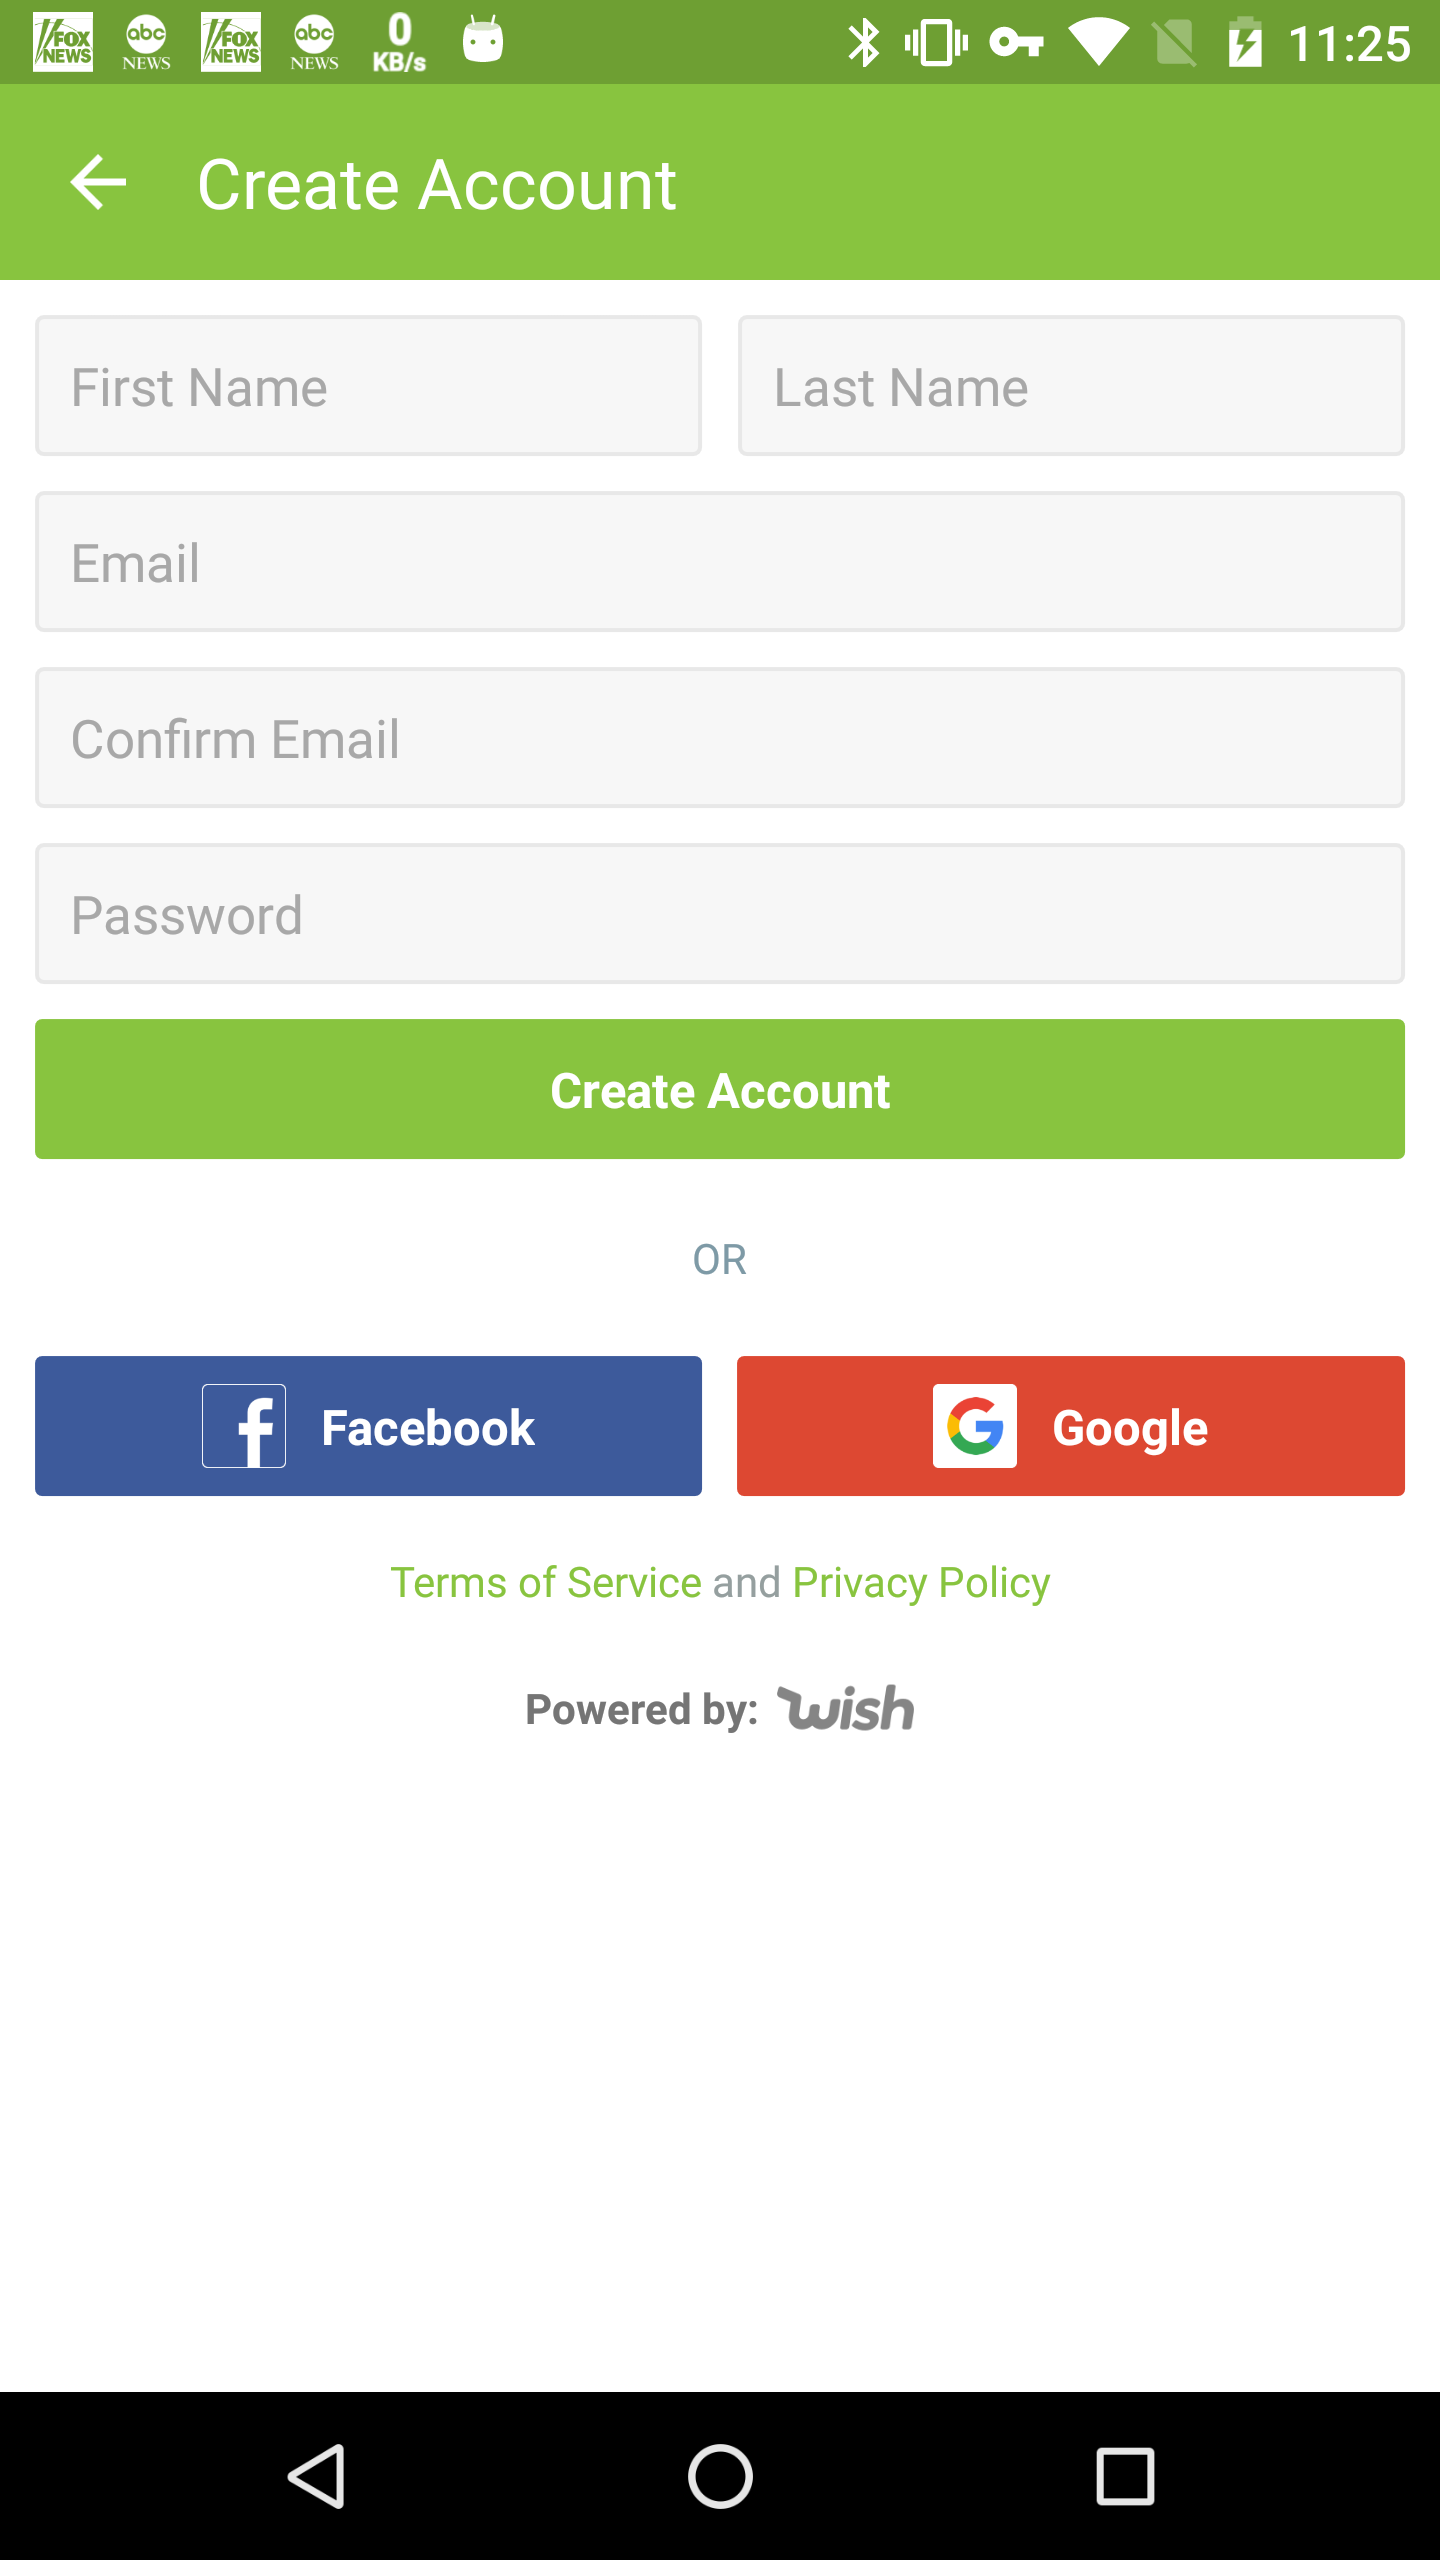 FOX NEWS abc NEWS FOX NEWS abc NEWS 0 KB/s 11:25
Create Account
First Name Last Name
Email
Confirm Email
Password
Create Account
OR
Facebook Google
Terms of Service and Privacy Policy
Powered by: wish